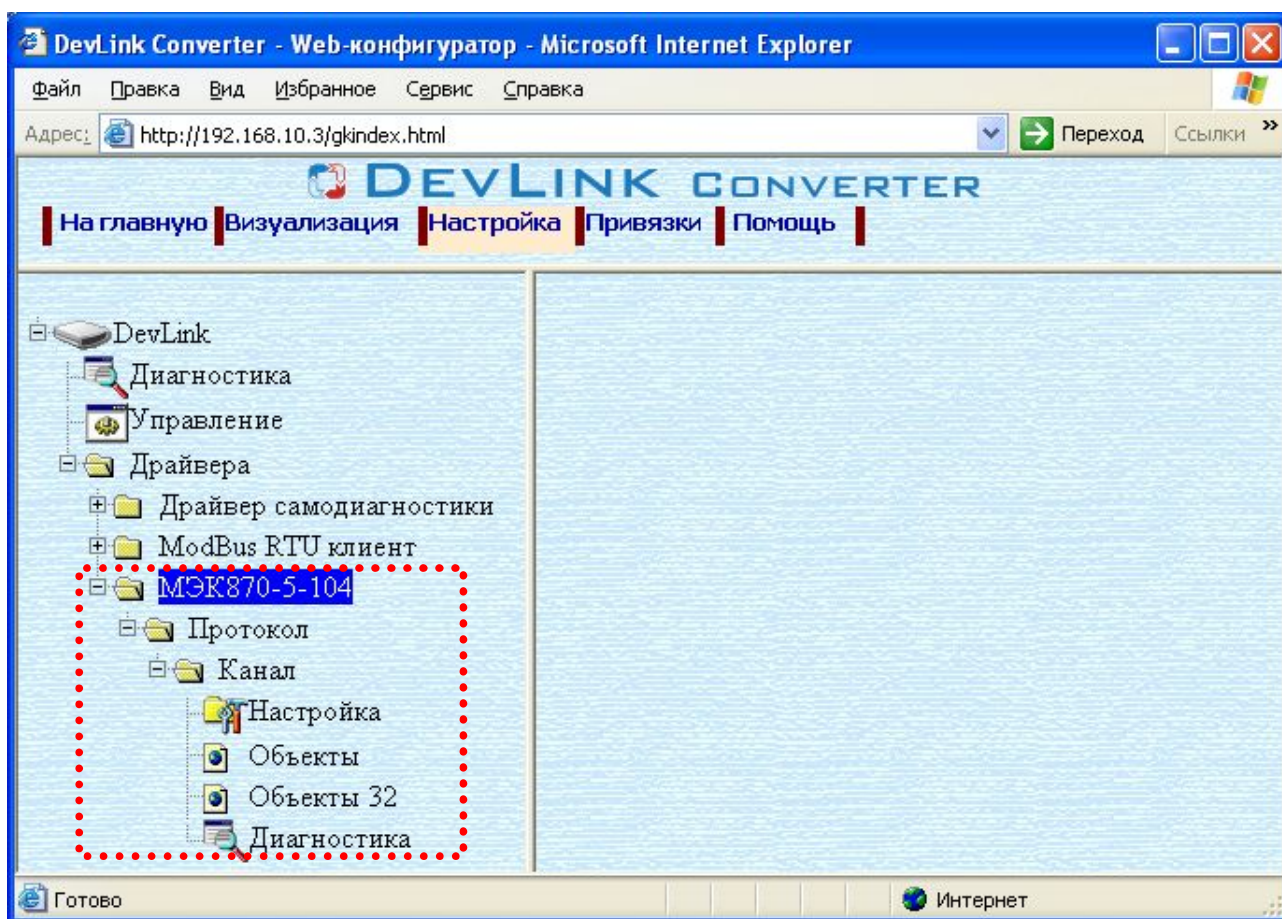 DevLink Converter - Web-конфигуратор - Microsoft Internet Explorer
Файл Правка Вид Избранное Сервис Справка
Адрес: http://192.168.10.3/gkindex.html Переход Ссылки »
DEVLINK CONVERTER
На главную Визуализация Настройка Привязки Помощь
DevLink
Диагностика
Управление
Драйвера
Драйвер самодиагностики
ModBus RTU клиент
МЭК870-5-104
Протокол
Канал
Настройка
Объекты
Объекты 32
Диагностика
Готово Интернет